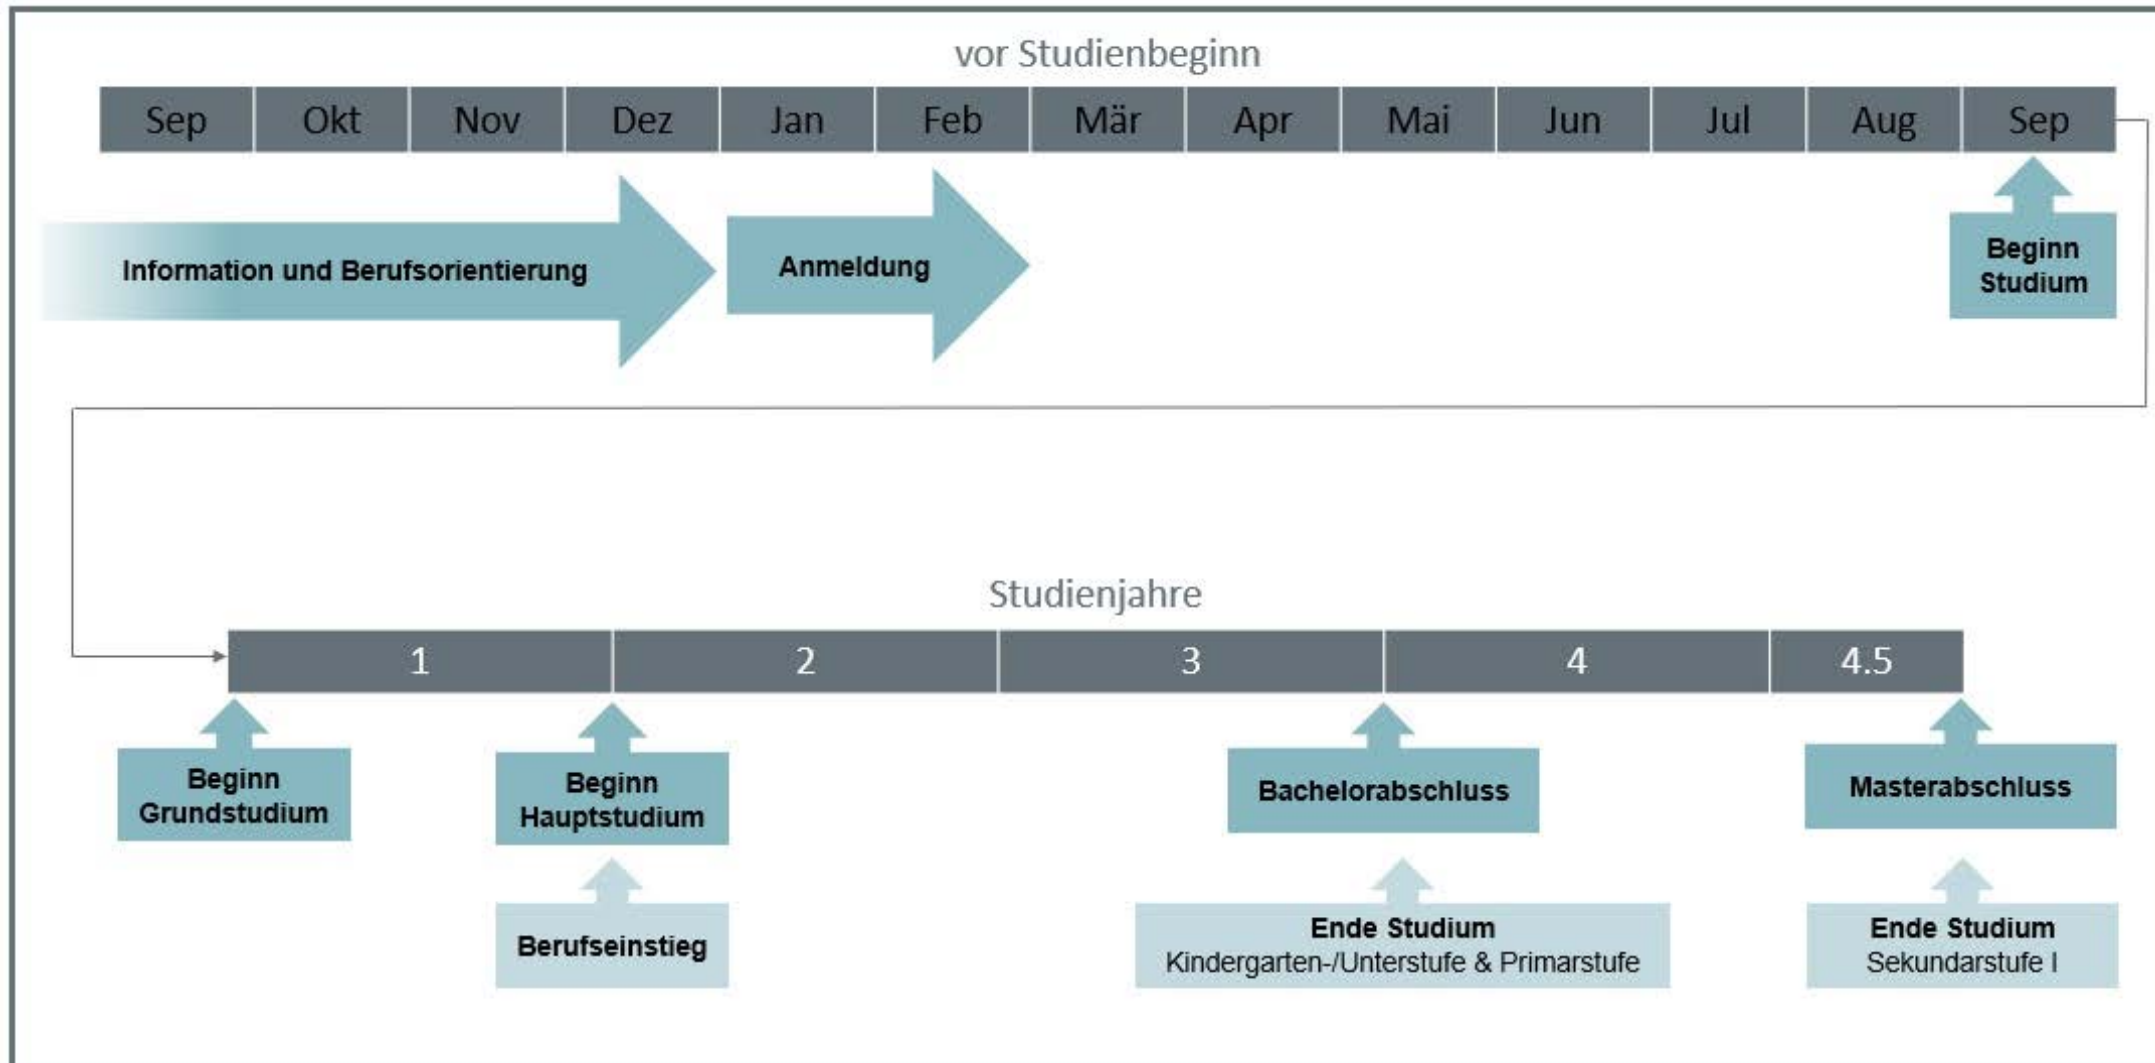 vor Studienbeginn
Sep Okt Nov Dez Jan Feb Mär Apr Mai Jun Jul Aug Sep
Information und Berufsorientierung
Anmeldung
Beginn
Studium
Studienjahre
1 2 3 4 4.5
Beginn
Grundstudium
Beginn
Hauptstudium
Bachelorabschluss
Masterabschluss
Berufseinstieg
Ende Studium
Kindergarten-/Unterstufe & Primarstufe
Ende Studium
Sekundarstufe I